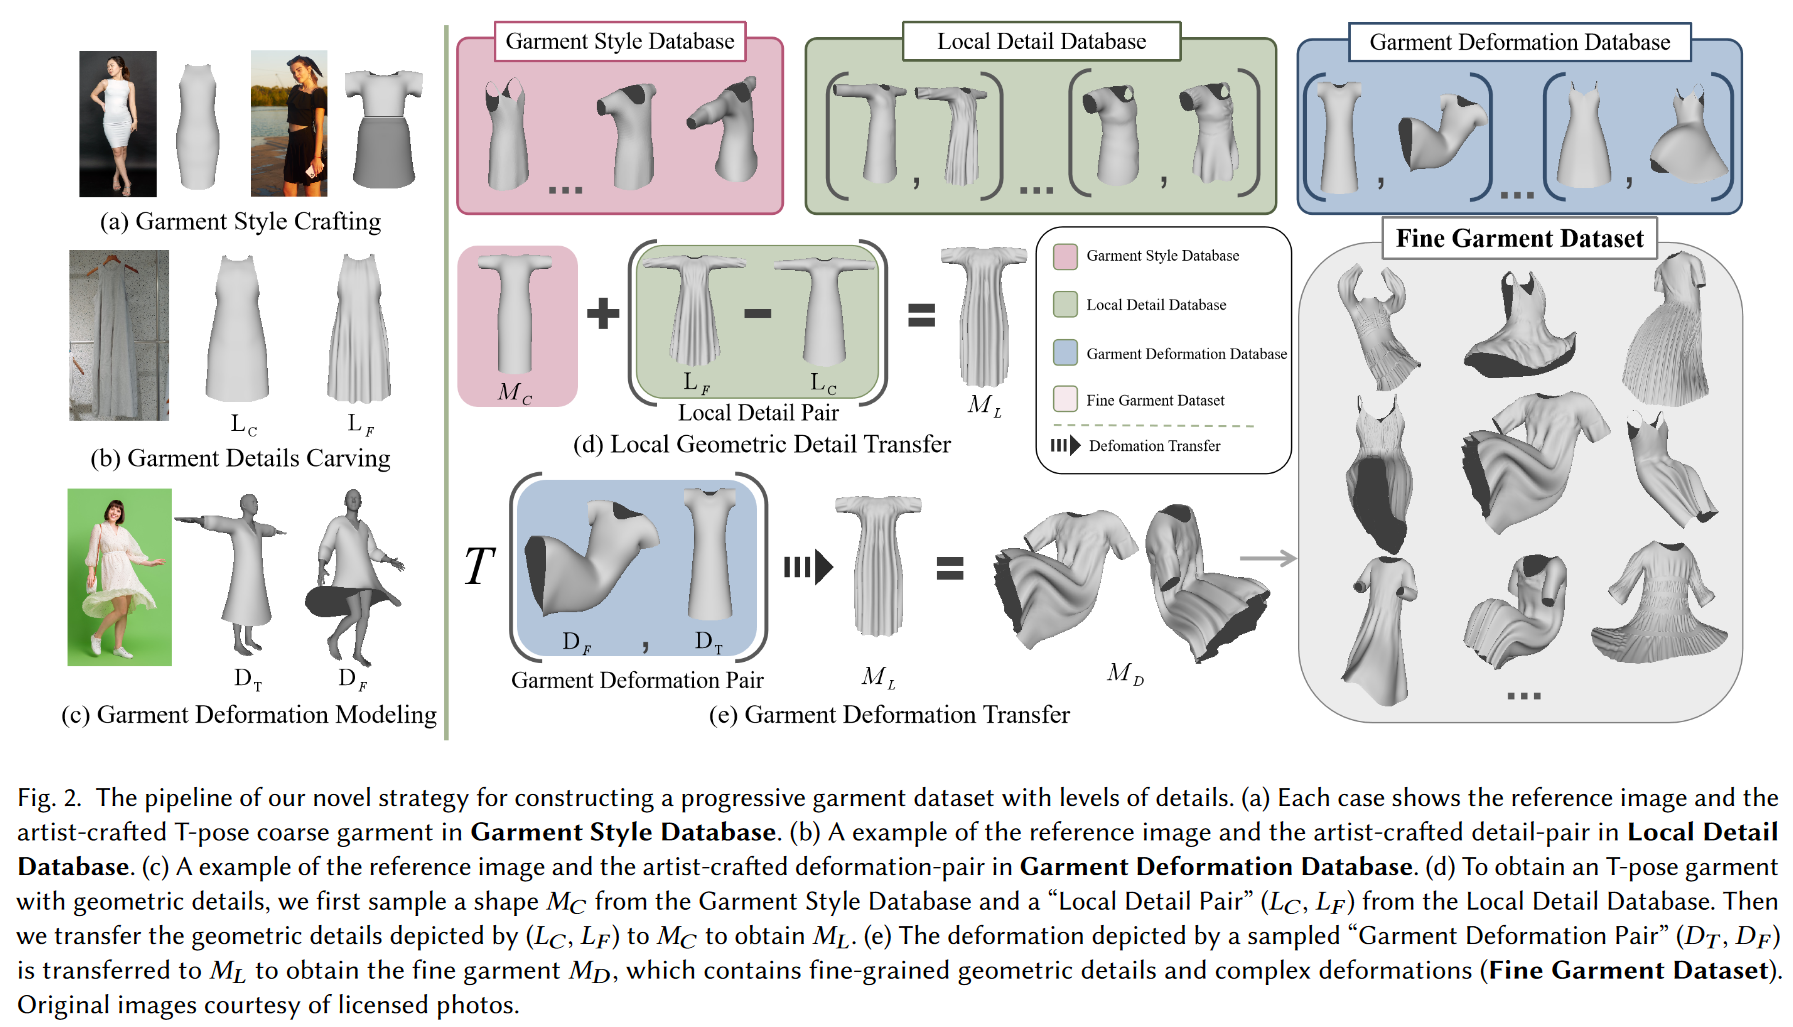 Garment Style Database
Local Detail Database
Garment Deformation Database
, ... ,
, ... ,
...
(a) Garment Style Crafting
Fine Garment Dataset
L_C L_F
(b) Garment Details Carving
D_T D_F
(c) Garment Deformation Modeling
M_C + ( L_F − L_C ) = M_L
Local Detail Pair
(d) Local Geometric Detail Transfer
Garment Style Database
Local Detail Database
Garment Deformation Database
Fine Garment Dataset
Defomation Transfer
T ( D_F , D_T ) M_L = M_D
Garment Deformation Pair
(e) Garment Deformation Transfer
...
Fig. 2. The pipeline of our novel strategy for constructing a progressive garment dataset with levels of details. (a) Each case shows the reference image and the
artist-crafted T-pose coarse garment in Garment Style Database. (b) A example of the reference image and the artist-crafted detail-pair in Local Detail
Database. (c) A example of the reference image and the artist-crafted deformation-pair in Garment Deformation Database. (d) To obtain an T-pose garment
with geometric details, we first sample a shape M_C from the Garment Style Database and a “Local Detail Pair” (L_C, L_F) from the Local Detail Database. Then
we transfer the geometric details depicted by (L_C, L_F) to M_C to obtain M_L. (e) The deformation depicted by a sampled “Garment Deformation Pair” (D_T, D_F)
is transferred to M_L to obtain the fine garment M_D, which contains fine-grained geometric details and complex deformations (Fine Garment Dataset).
Original images courtesy of licensed photos.